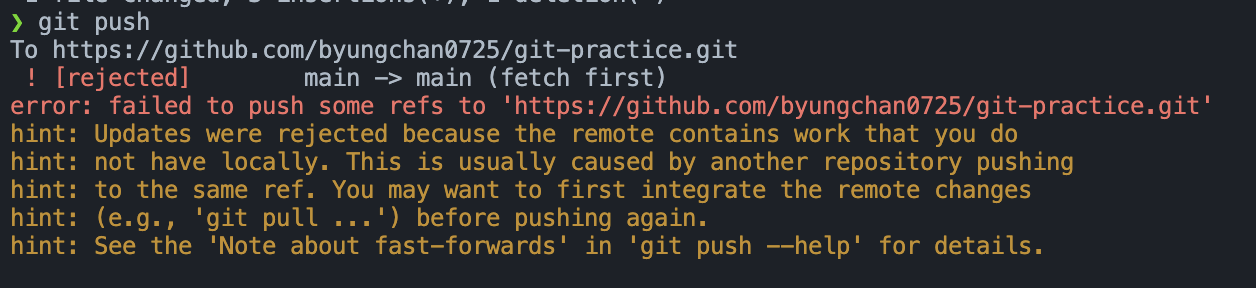 ❯ git push
To https://github.com/byungchan0725/git-practice.git
 ! [rejected]        main -> main (fetch first)
error: failed to push some refs to 'https://github.com/byungchan0725/git-practice.git'
hint: Updates were rejected because the remote contains work that you do
hint: not have locally. This is usually caused by another repository pushing
hint: to the same ref. You may want to first integrate the remote changes
hint: (e.g., 'git pull ...') before pushing again.
hint: See the 'Note about fast-forwards' in 'git push --help' for details.